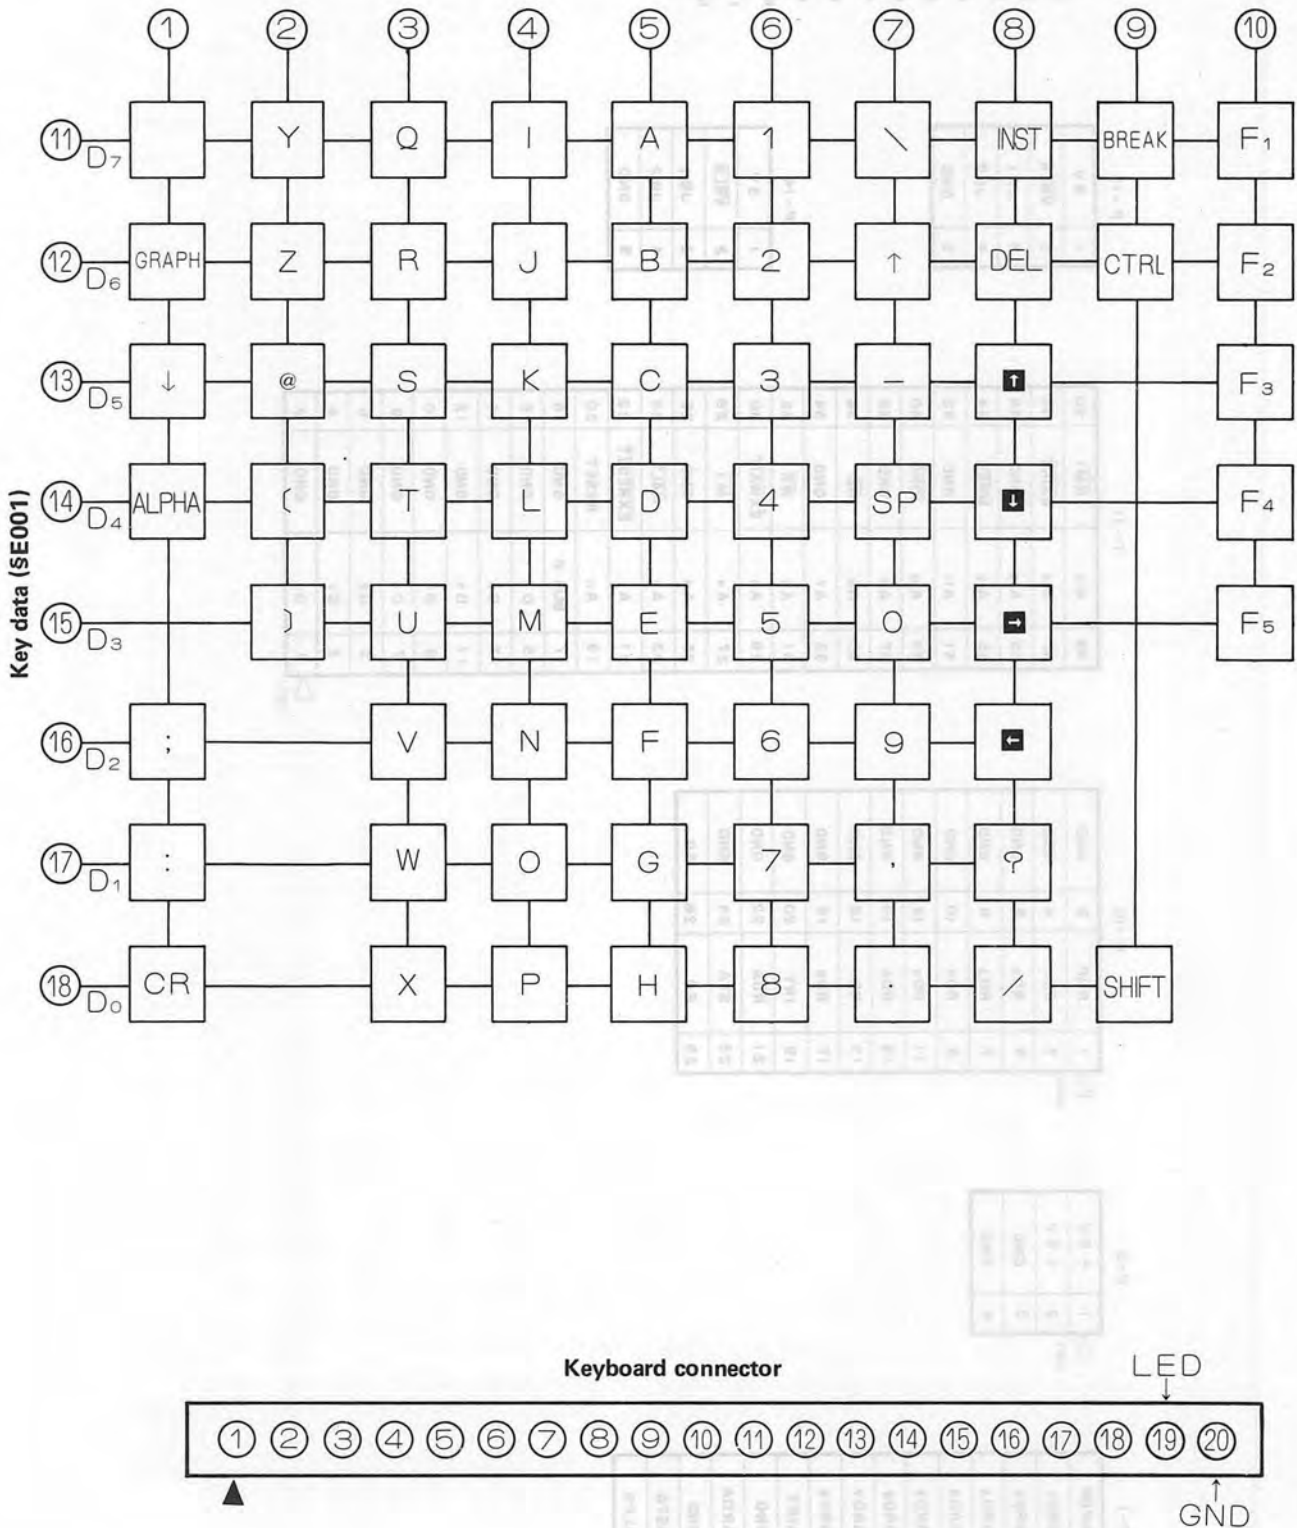 ① ② ③ ④ ⑤ ⑥ ⑦ ⑧ ⑨ ⑩
⑪ D7 Y Q I A 1 \ INST BREAK F1
⑫ D6 GRAPH Z R J B 2 ↑ DEL CTRL F2
⑬ D5 ↓ @ S K C 3 — ↑ F3
⑭ D4 ALPHA [ T L D 4 SP ↓ F4
⑮ D3 ] U M E 5 0 → F5
⑯ D2 ; V N F 6 9 ←
⑰ D1 : W O G 7 , ?
⑱ D0 CR X P H 8 . / SHIFT
Key data (SE001)
Keyboard connector
LED
① ② ③ ④ ⑤ ⑥ ⑦ ⑧ ⑨ ⑩ ⑪ ⑫ ⑬ ⑭ ⑮ ⑯ ⑰ ⑱ ⑲ ⑳
GND